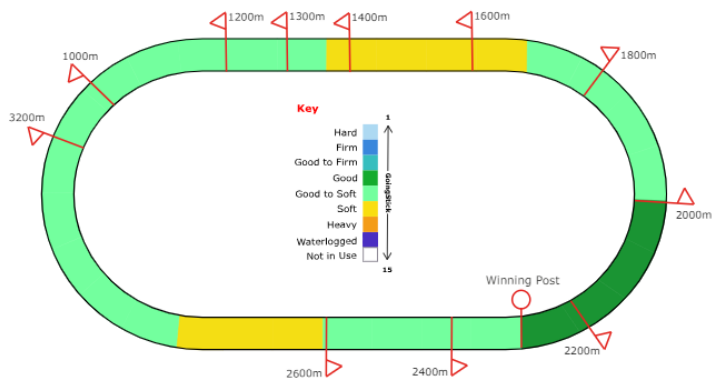 1200m
1300m
1400m
1600m
1000m
1800m
3200m
Key
1
Hard
Firm
Good to Firm
Good
Good to Soft
Soft
Heavy
Waterlogged
Not in Use
GoingStick
15
2000m
Winning Post
2200m
2400m
2600m